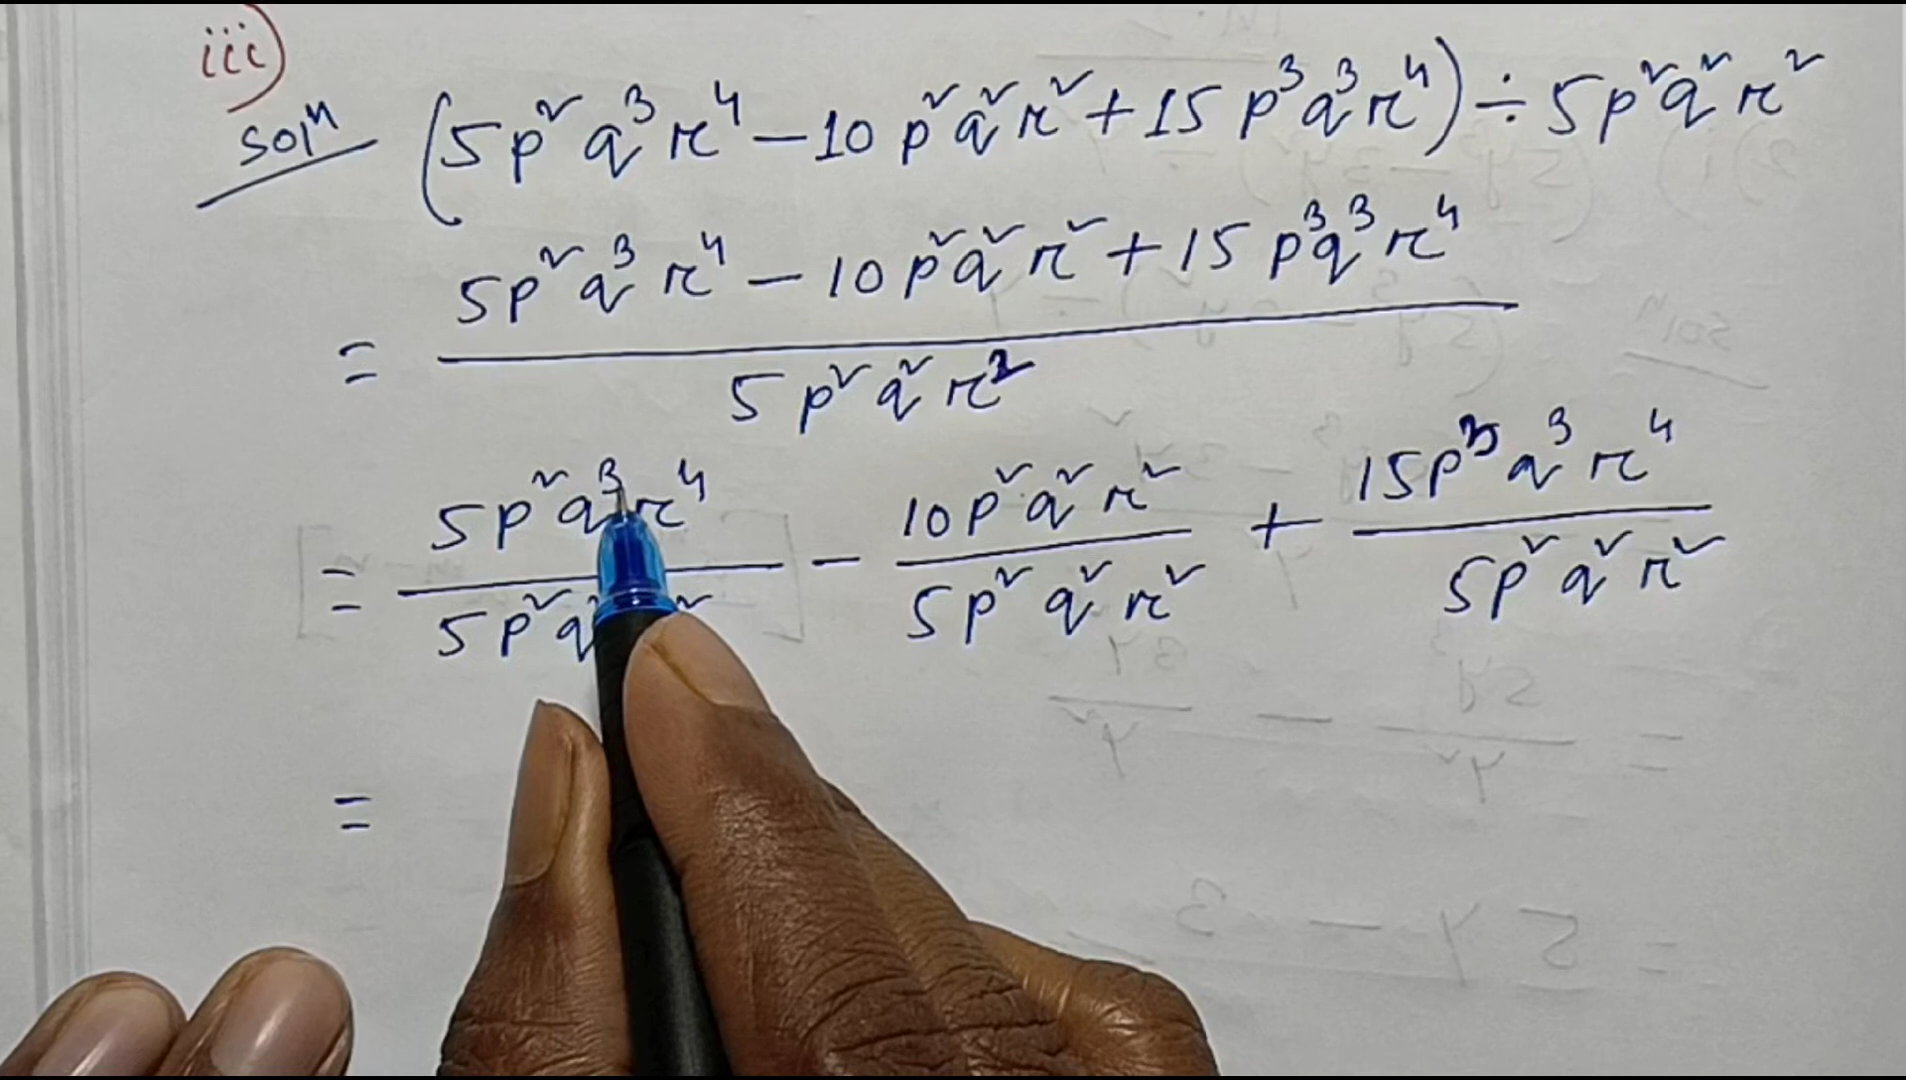 iii)
Solⁿ (5p²q³r⁴ – 10p²q²r² + 15p³q³r⁴) ÷ 5p²q²r²
= 5p²q³r⁴ – 10p²q²r² + 15p³q³r⁴
5p²q²r²
= 5p²q³r⁴ – 10p²q²r² + 15p³q³r⁴
5p²q 5p²q²r² 5p²q²r²
=